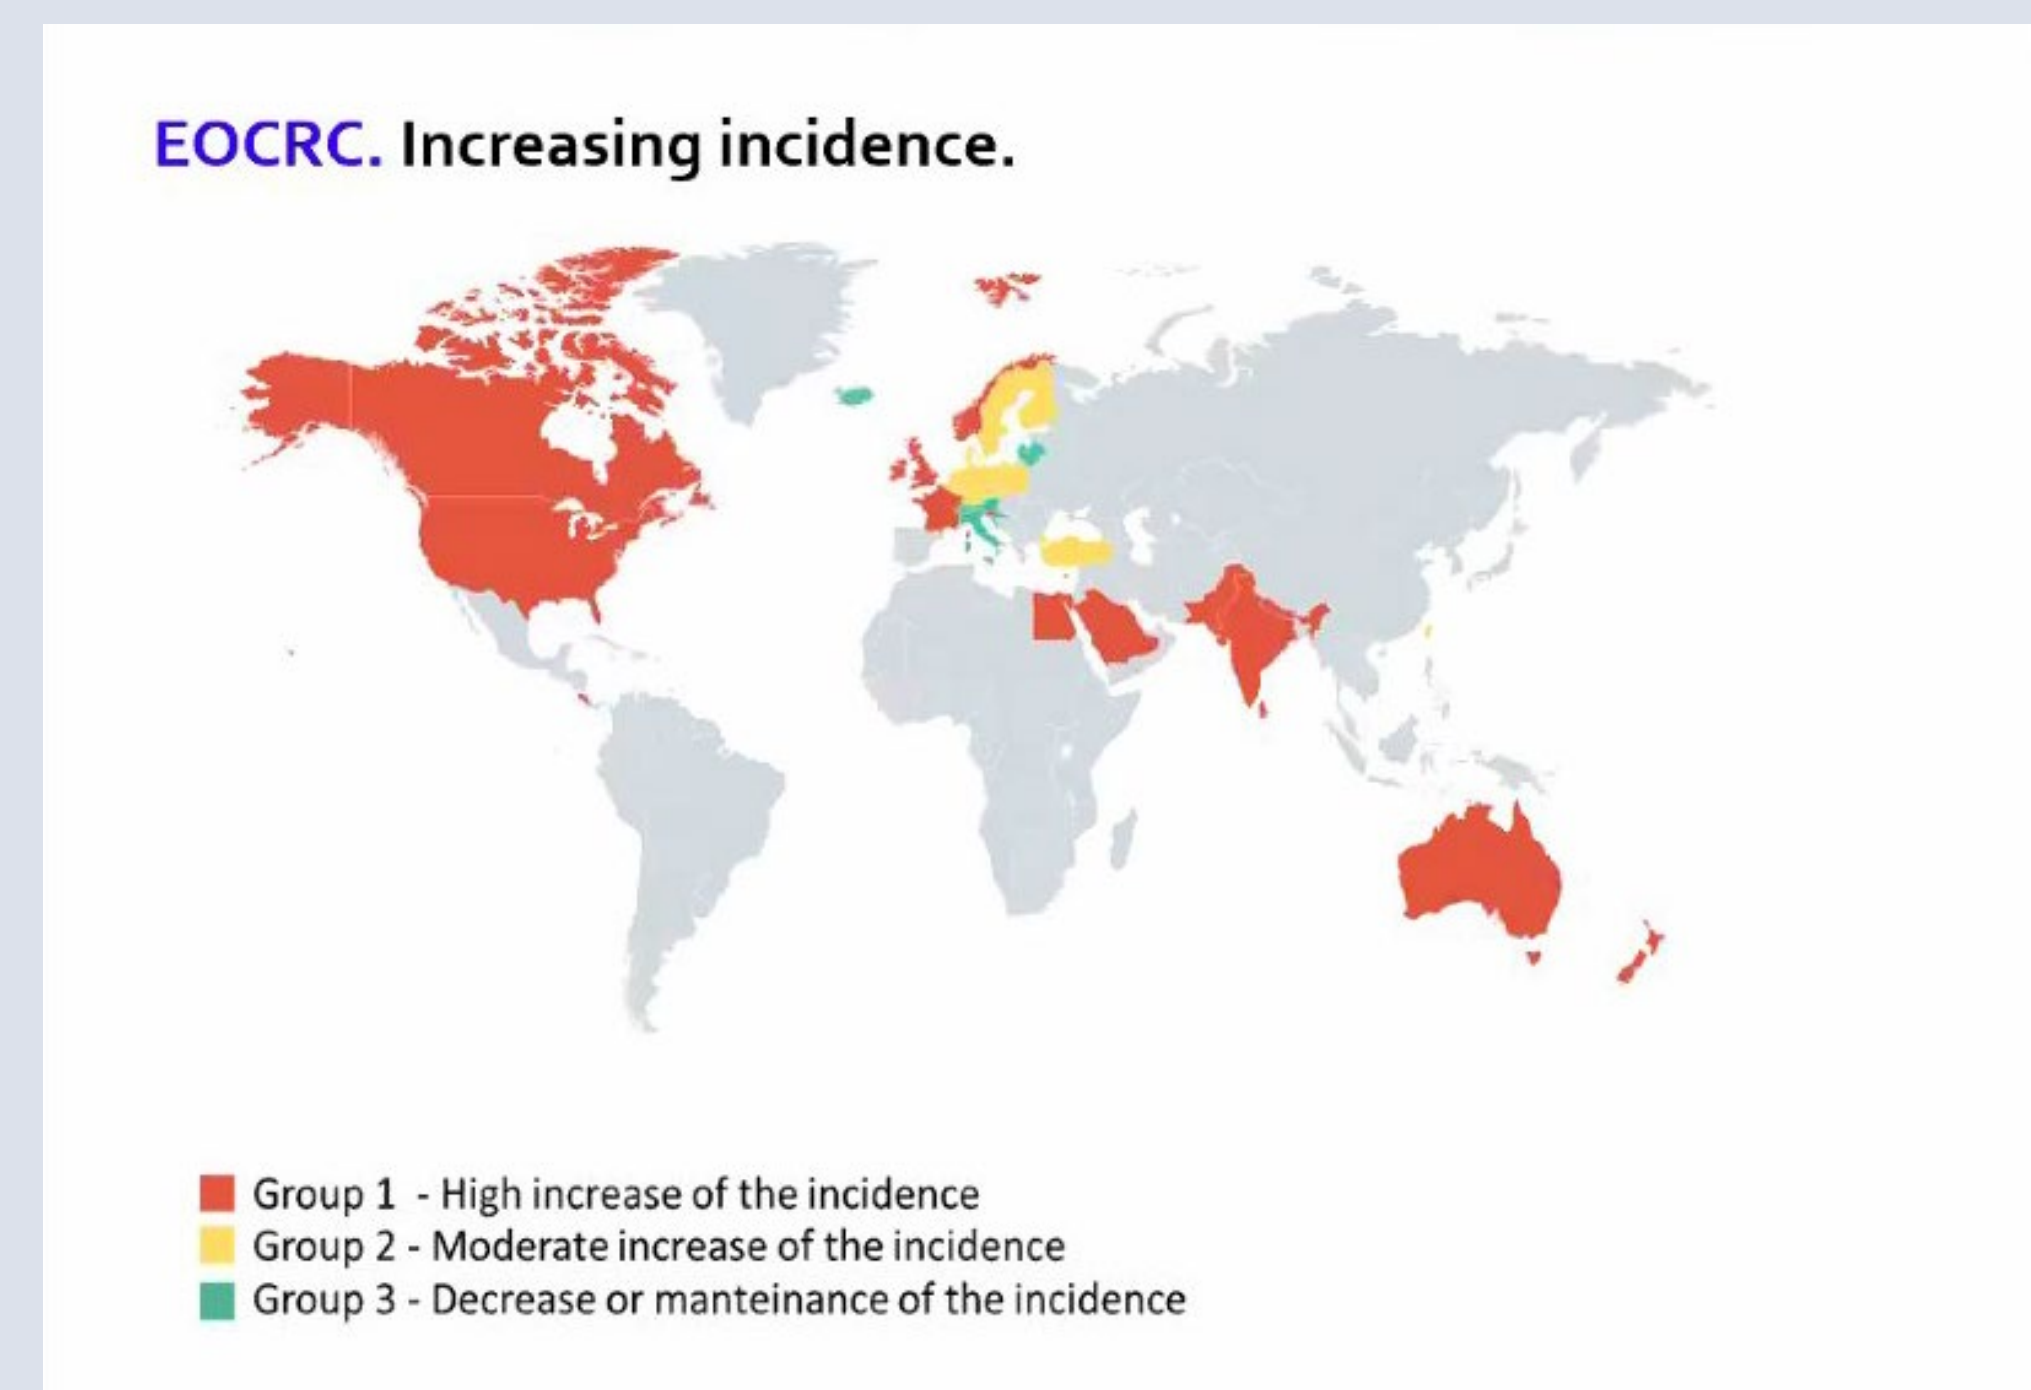 EOCRC. Increasing incidence.
Group 1 - High increase of the incidence
Group 2 - Moderate increase of the incidence
Group 3 - Decrease or manteinance of the incidence